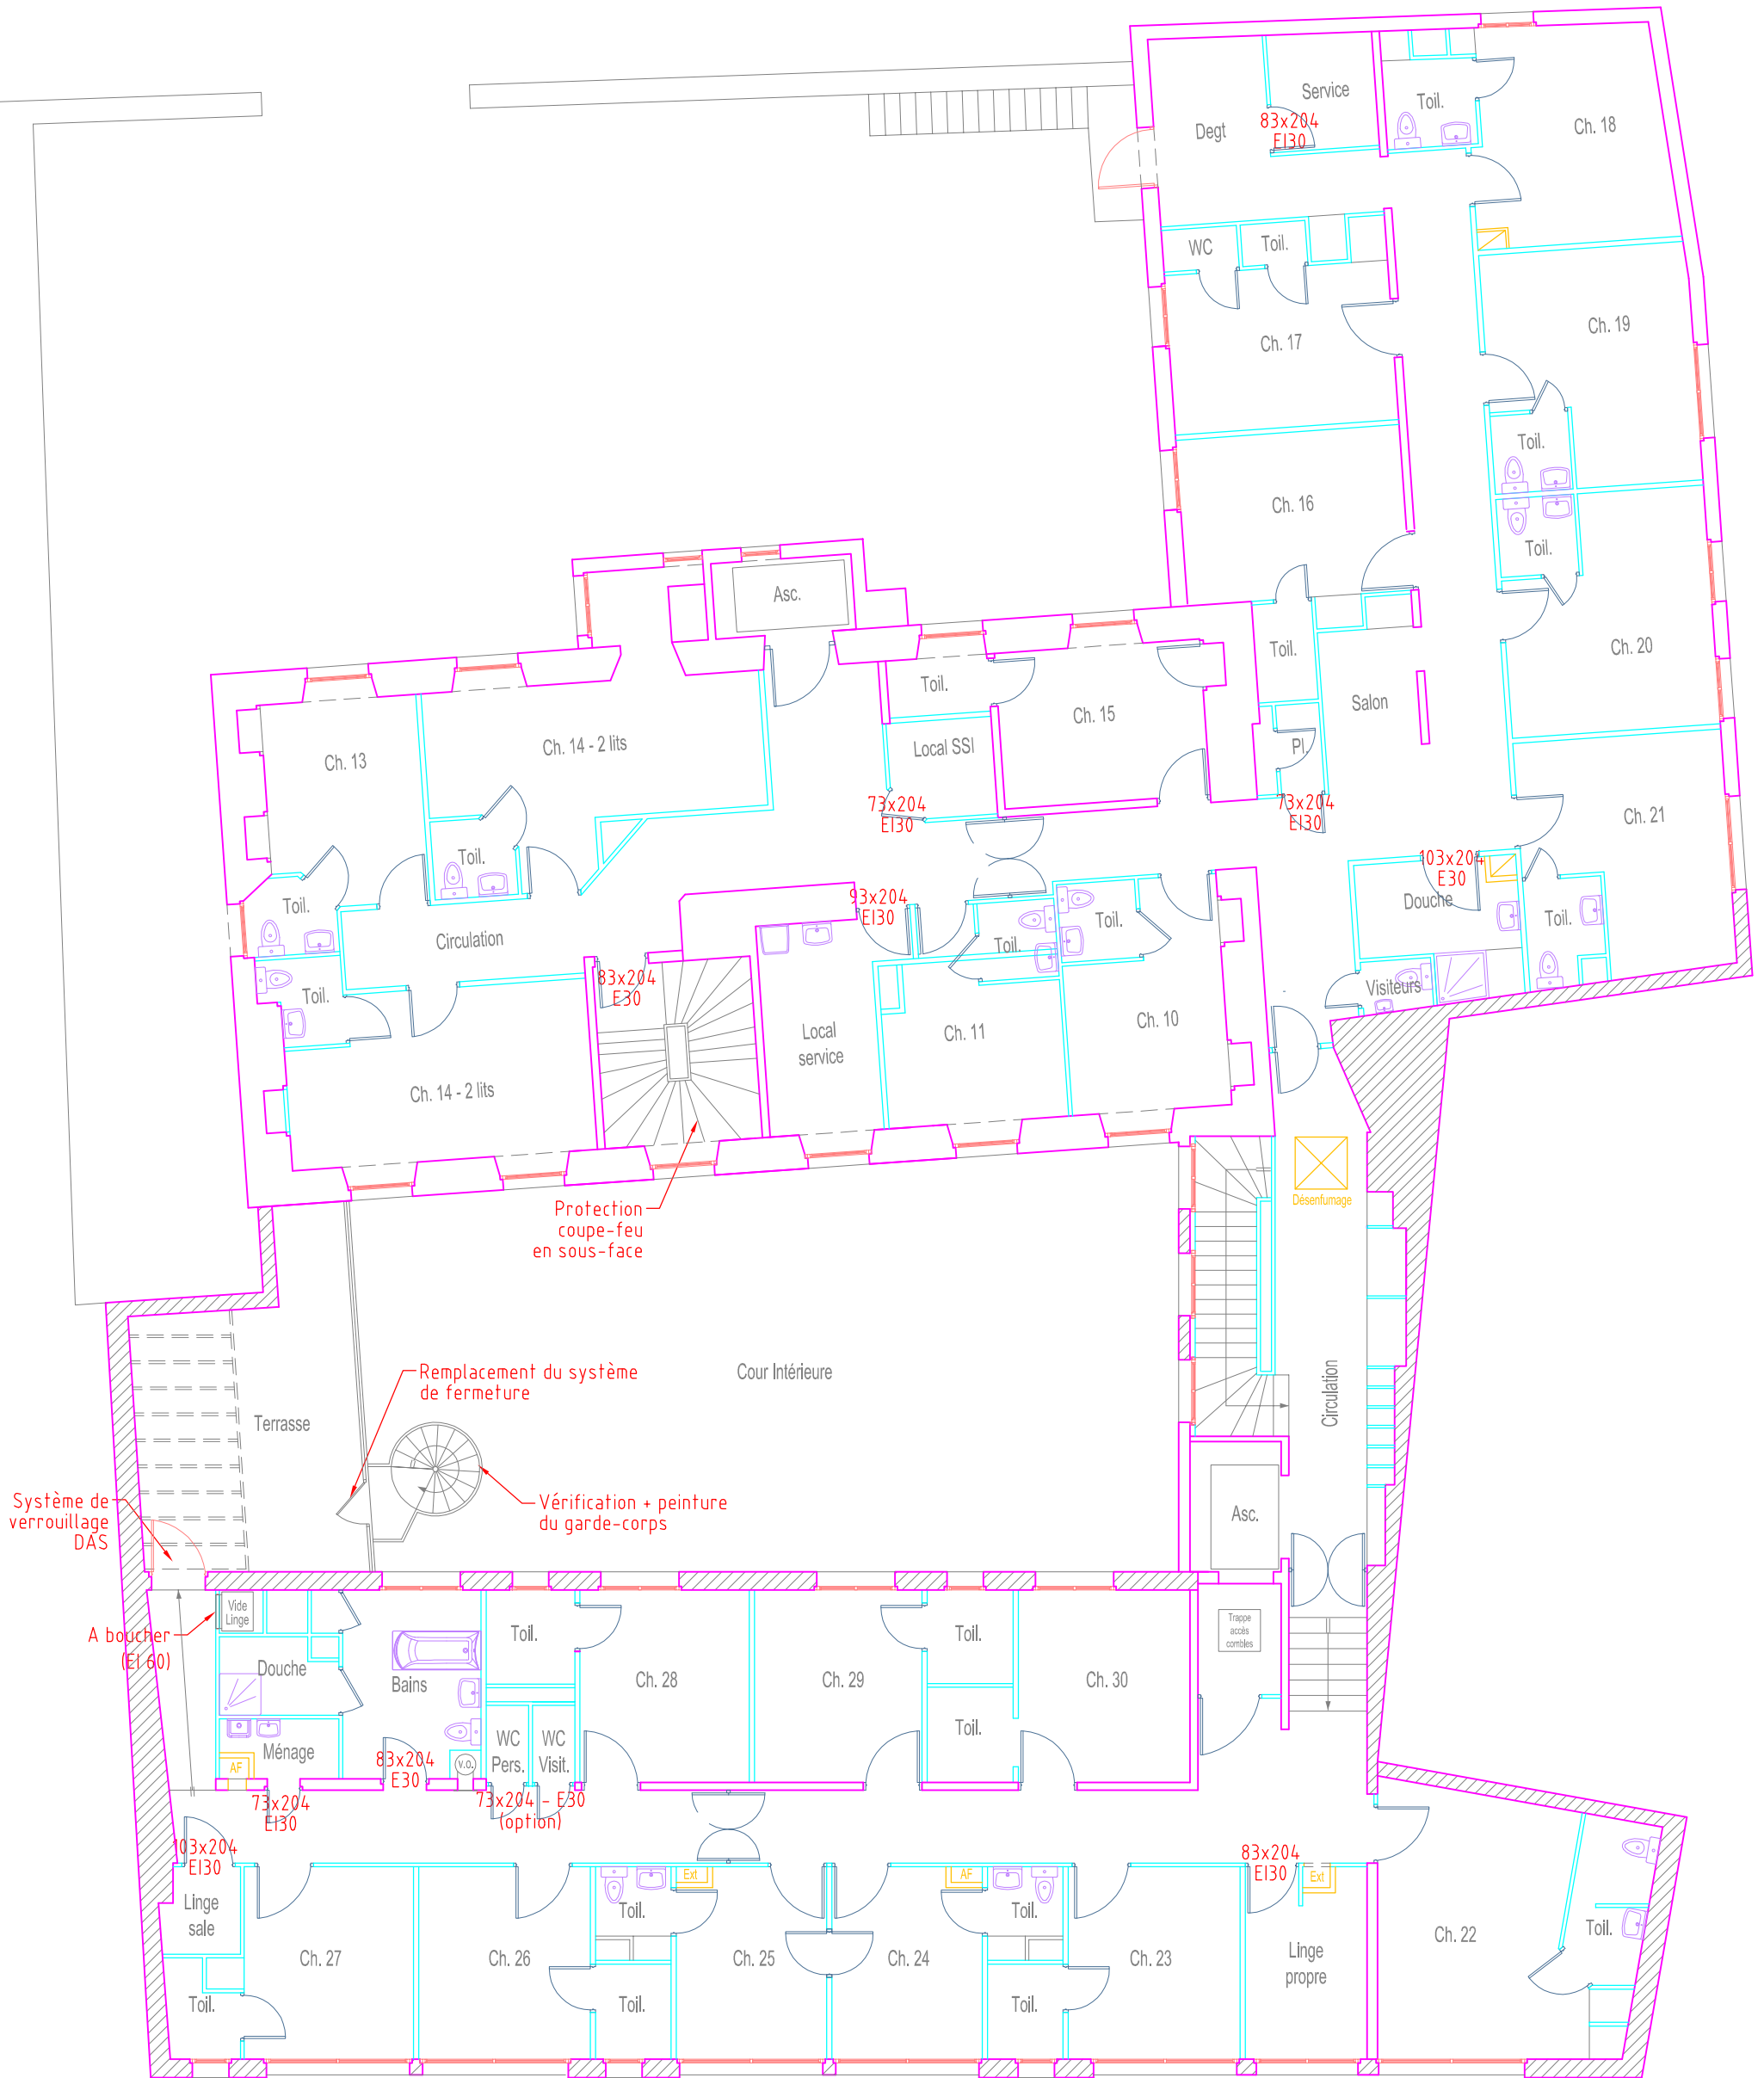 Service
83x204
EI30
Degt
Toil.
Ch. 18
WC
Toil.
Ch. 17
Ch. 19
Toil.
Ch. 16
Toil.
Asc.
Toil.
Ch. 20
Toil.
Salon
Ch. 15
Local SSI
Pl.
Ch. 13
Ch. 14 - 2 lits
73x204
EI30
73x204
EI30
Ch. 21
Toil.
103x204
E30
Douche
Toil.
Toil.
93x204
EI30
Toil.
Toil.
Circulation
83x204
E30
Toil.
Visiteurs
Local
service
Ch. 11
Ch. 10
Ch. 14 - 2 lits
Désenfumage
Protection
coupe-feu
en sous-face
Remplacement du système
de fermeture
Cour Intérieure
Circulation
Terrasse
Système de
verrouillage
DAS
Vérification + peinture
du garde-corps
Asc.
Vide
Linge
A boucher
(EI 60)
Trappe
accès
combles
Toil.
Toil.
Douche
Bains
Ch. 28
Ch. 29
Ch. 30
Toil.
WC
Pers.
WC
Visit.
Ménage
AF
V.O.
83x204
E30
73x204
EI30
73x204 - E30
(option)
103x204
EI30
83x204
EI30
Ext
AF
Ext
Linge
sale
Toil.
Toil.
Ch. 27
Ch. 26
Ch. 25
Ch. 24
Ch. 23
Linge
propre
Ch. 22
Toil.
Toil.
Toil.
Toil.